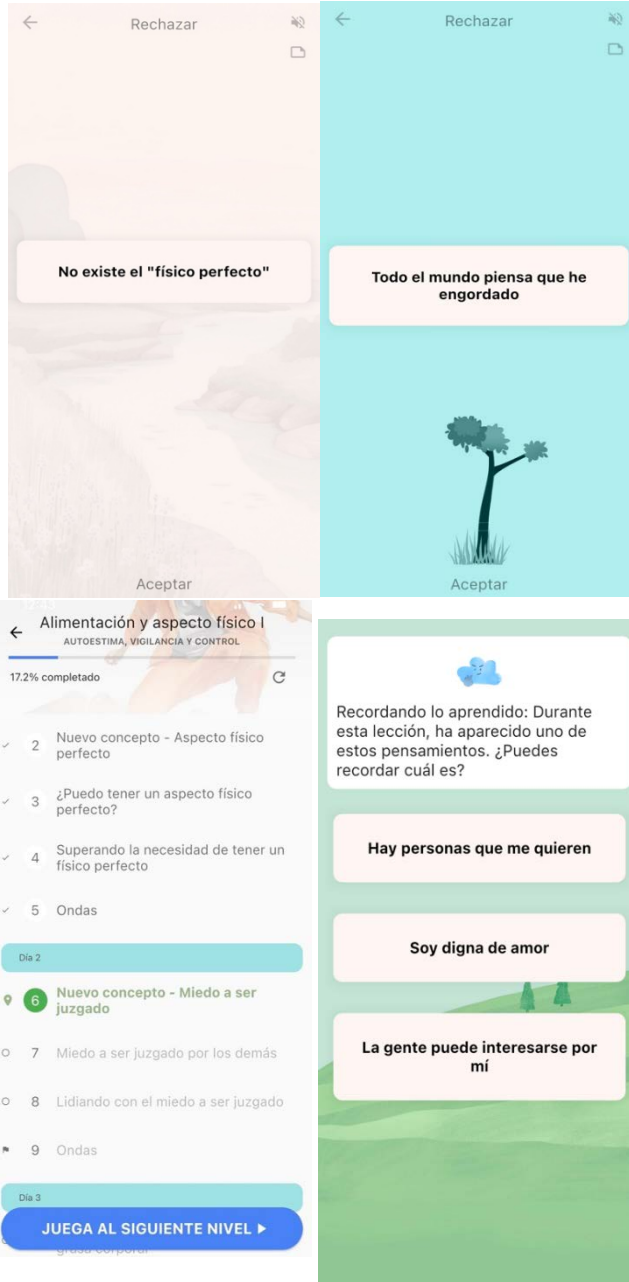 Rechazar
No existe el "físico perfecto"
Aceptar
Rechazar
Todo el mundo piensa que he
engordado
Aceptar
Alimentación y aspecto físico I
AUTOESTIMA, VIGILANCIA Y CONTROL
17.2% completado
2 Nuevo concepto - Aspecto físico
perfecto
3 ¿Puedo tener un aspecto físico
perfecto?
4 Superando la necesidad de tener un
físico perfecto
5 Ondas
Día 2
6 Nuevo concepto - Miedo a ser
juzgado
7 Miedo a ser juzgado por los demás
8 Lidiando con el miedo a ser juzgado
9 Ondas
Día 3
JUEGA AL SIGUIENTE NIVEL
grasa corporal
Recordando lo aprendido: Durante
esta lección, ha aparecido uno de
estos pensamientos. ¿Puedes
recordar cuál es?
Hay personas que me quieren
Soy digna de amor
La gente puede interesarse por
mí